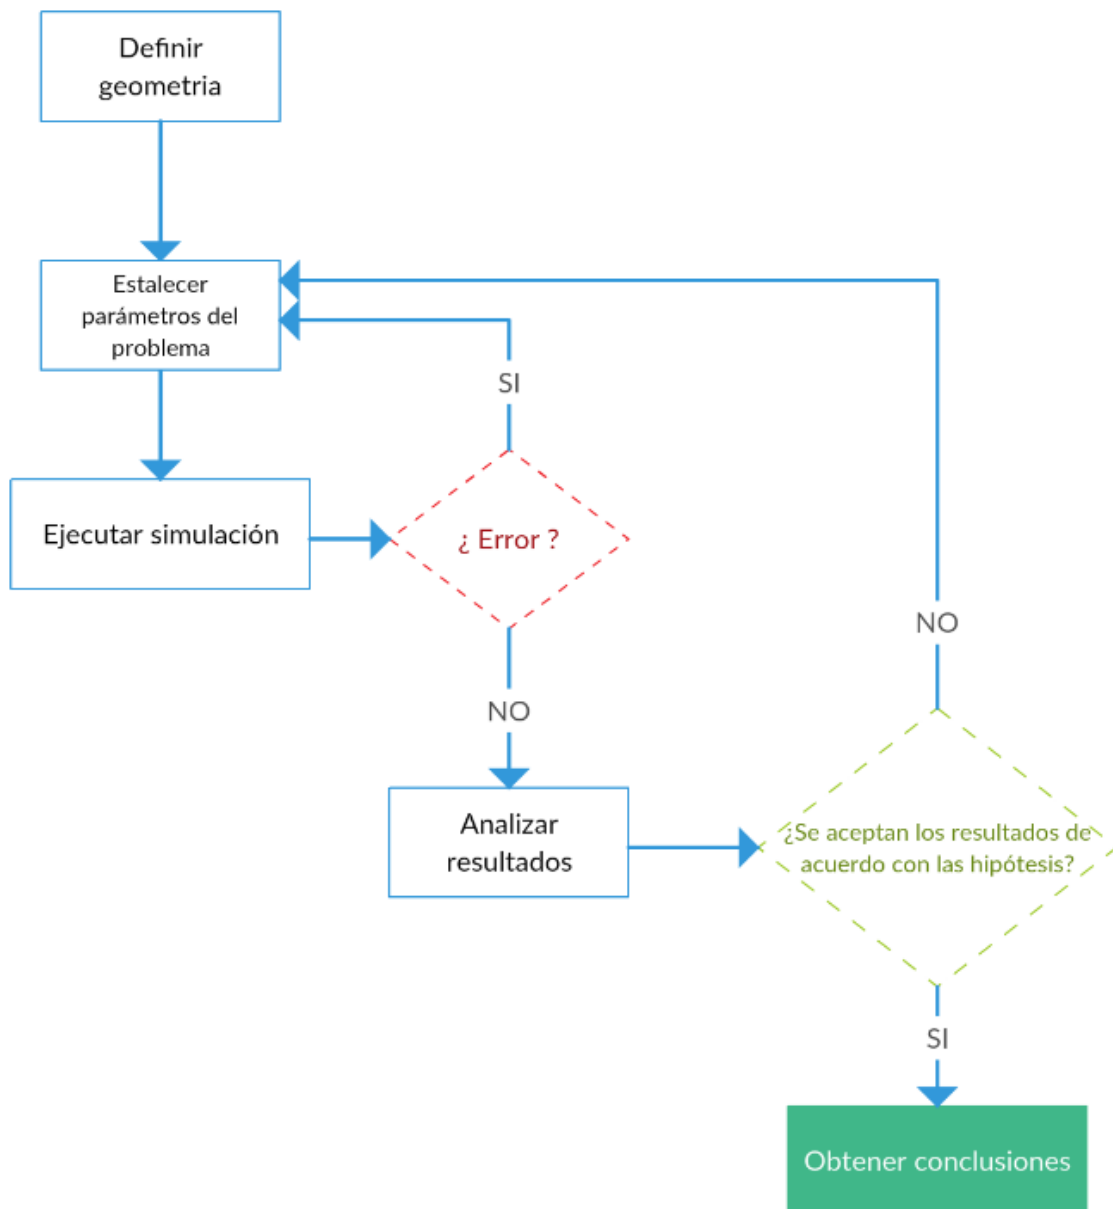 Definir
geometria
Estalecer
parámetros del
problema
SI
Ejecutar simulación
¿ Error ?
NO
NO
Analizar
resultados
¿Se aceptan los resultados de
acuerdo con las hipótesis?
SI
Obtener conclusiones